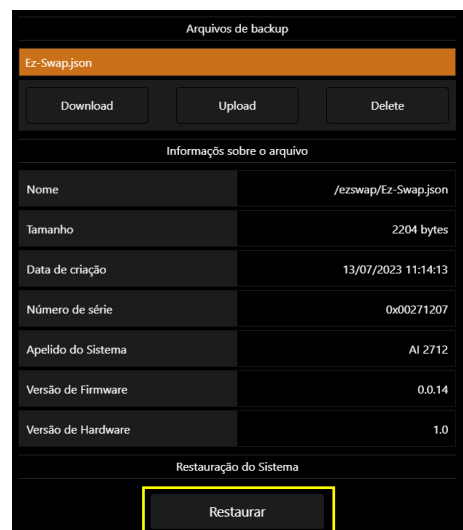 Arquivos de backup
Ez-Swap.json
Download Upload Delete
Informaçõs sobre o arquivo
Nome /ezswap/Ez-Swap.json
Tamanho 2204 bytes
Data de criação 13/07/2023 11:14:13
Número de série 0x00271207
Apelido do Sistema AI 2712
Versão de Firmware 0.0.14
Versão de Hardware 1.0
Restauração do Sistema
Restaurar